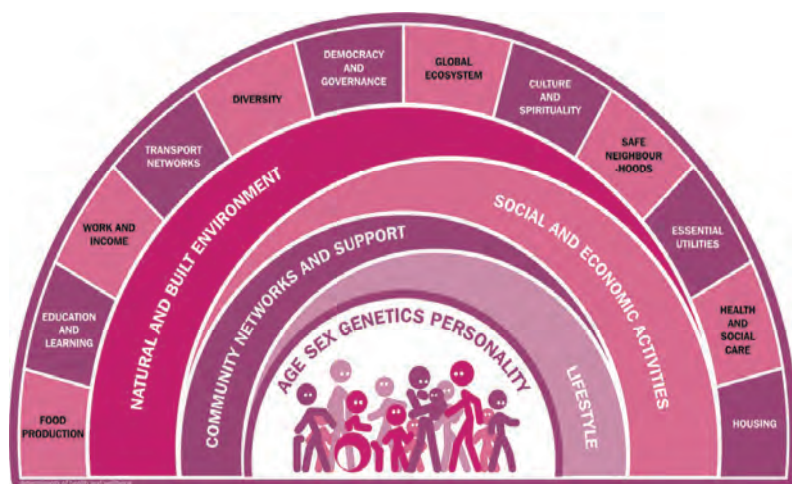 FOOD
PRODUCTION
EDUCATION
AND
LEARNING
WORK AND
INCOME
TRANSPORT
NETWORKS
DIVERSITY
DEMOCRACY
AND
GOVERNANCE
GLOBAL
ECOSYSTEM
CULTURE
AND
SPIRITUALITY
SAFE
NEIGHBOUR
-HOODS
ESSENTIAL
UTILITIES
HEALTH
AND
SOCIAL
CARE
HOUSING
NATURAL AND BUILT ENVIRONMENT
SOCIAL AND ECONOMIC ACTIVITIES
COMMUNITY NETWORKS AND SUPPORT
LIFESTYLE
AGE SEX GENETICS PERSONALITY